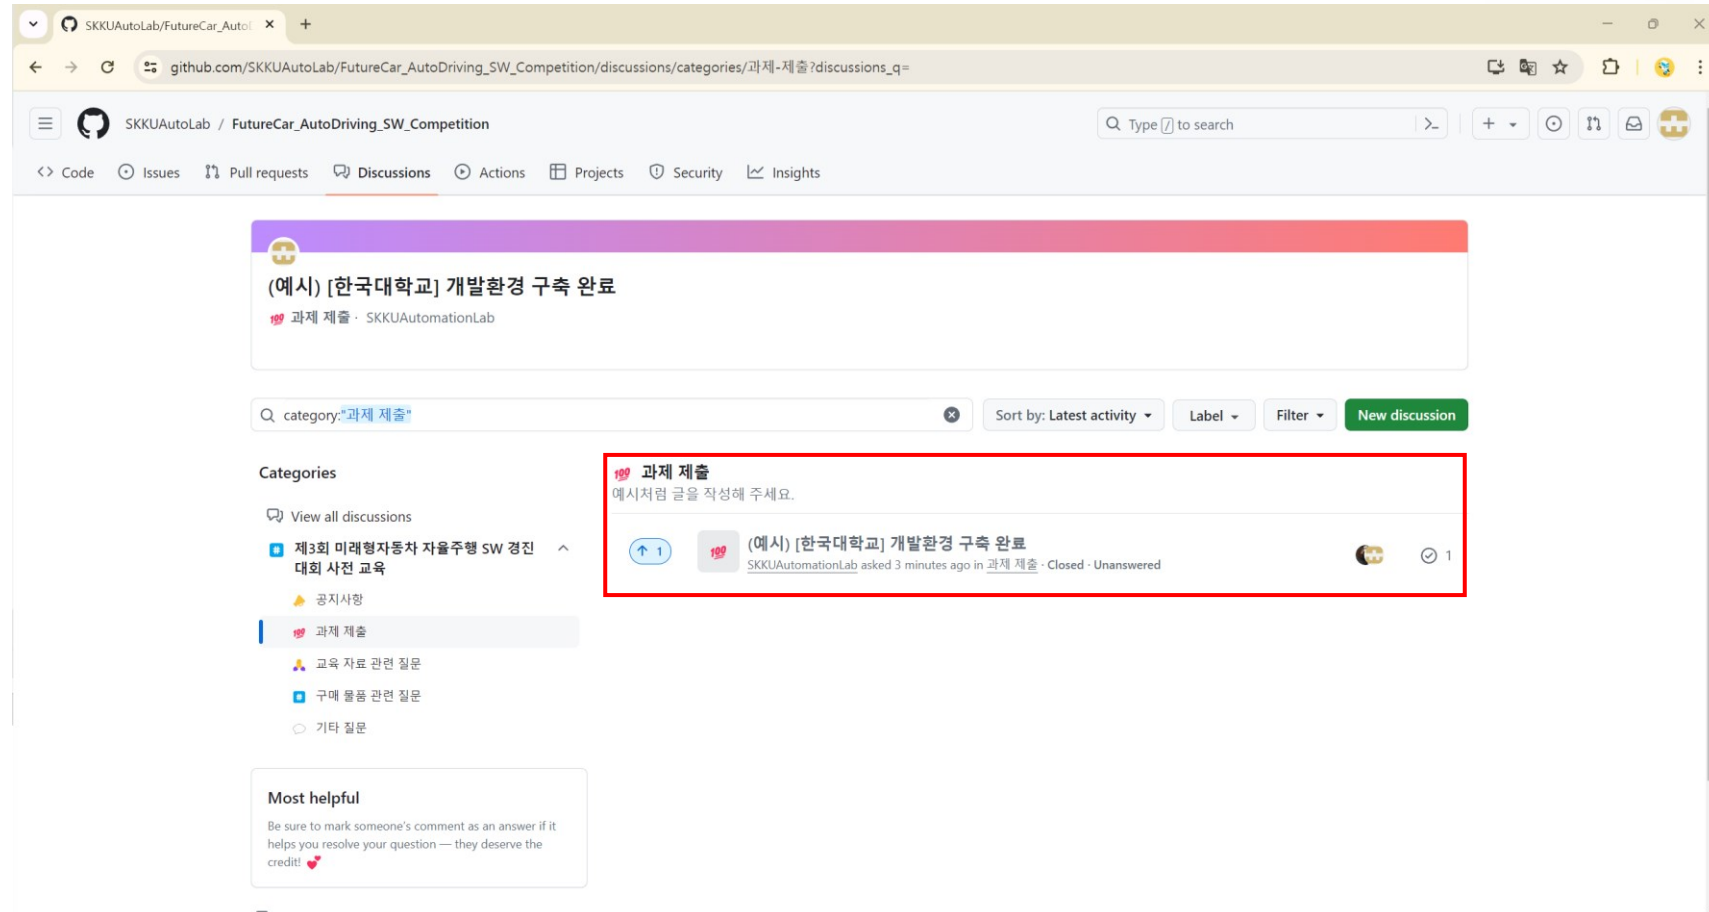 SKKUAutoLab/FutureCar_Auto
github.com/SKKUAutoLab/FutureCar_AutoDriving_SW_Competition/discussions/categories/과제-제출?discussions_q=
SKKUAutoLab / FutureCar_AutoDriving_SW_Competition
Type / to search
Code Issues Pull requests Discussions Actions Projects Security Insights
(예시) [한국대학교] 개발환경 구축 완료
💯 과제 제출 · SKKUAutomationLab
category:"과제 제출"
Sort by: Latest activity
Label
Filter
New discussion
Categories
View all discussions
제3회 미래형자동차 자율주행 SW 경진
대회 사전 교육
공지사항
💯 과제 제출
교육 자료 관련 질문
구매 물품 관련 질문
기타 질문
💯 과제 제출
예시처럼 글을 작성해 주세요.
↑ 1
💯 (예시) [한국대학교] 개발환경 구축 완료
1
SKKUAutomationLab asked 3 minutes ago in 과제 제출 · Closed · Unanswered
Most helpful
Be sure to mark someone's comment as an answer if it
helps you resolve your question — they deserve the
credit! 💕